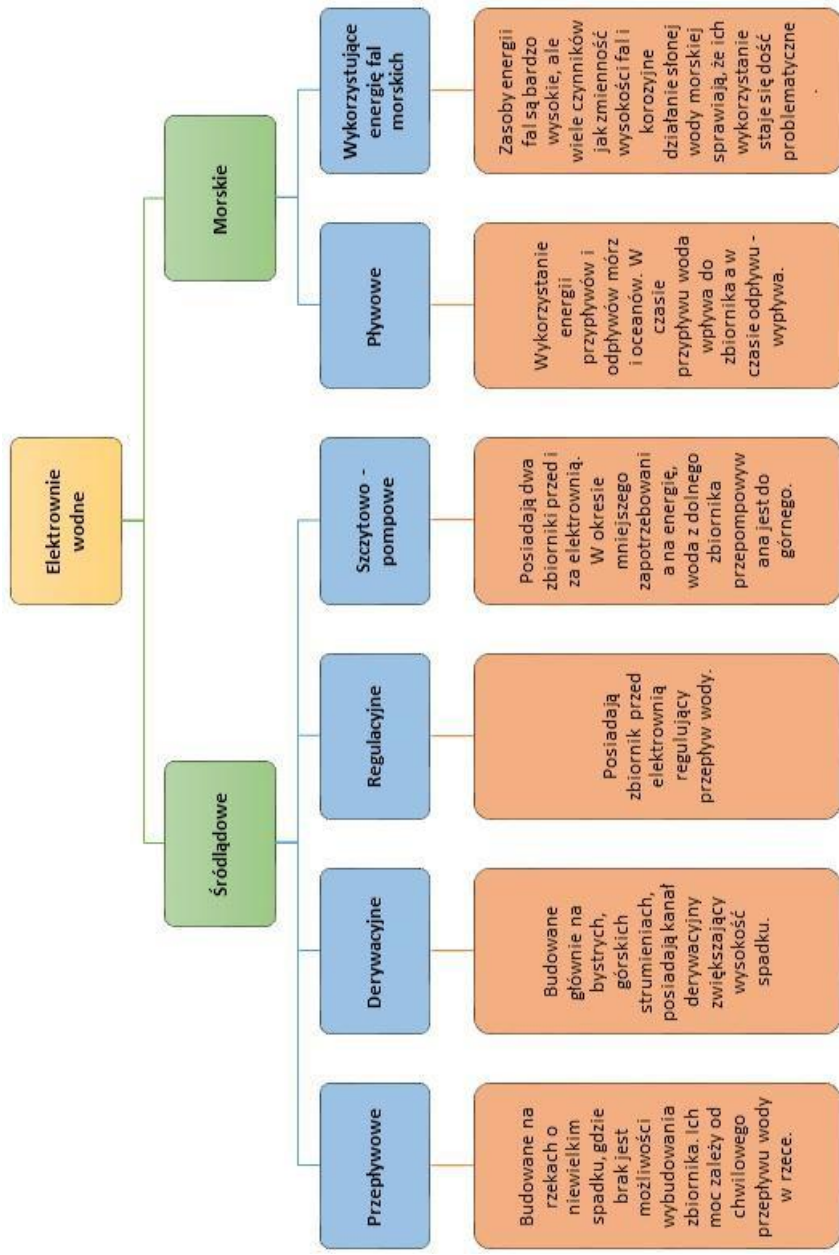 Elektrownie
wodne
Śródlądowe
Morskie
Przepływowe
Derywacyjne
Regulacyjne
Szczytowo -
pompowe
Pływowe
Wykorzystujące
energię fal
morskich
Budowane na
rzekach o
niewielkim
spadku, gdzie
brak jest
możliwości
wybudowania
zbiornika. Ich
moc zależy od
chwilowego
przepływu wody
w rzece.
Budowane
głównie na
bystrych,
górskich
strumieniach,
posiadają kanał
derywacyjny
zwiększający
wysokość
spadku.
Posiadają
zbiornik przed
elektrownią
regulujący
przepływ wody.
Posiadają dwa
zbiorniki przed i
za elektrownią.
W okresie
mniejszego
zapotrzebowani
a na energię,
woda z dolnego
zbiornika
przepompowyw
ana jest do
górnego.
Wykorzystanie
energii
przypływów i
odpływów mórz
i oceanów. W
czasie
przypływu woda
wpływa do
zbiornika a w
czasie odpływu -
wypływa.
Zasoby energii
fal są bardzo
wysokie, ale
wiele czynników
jak zmienność
wysokości fal i
korozyjne
działanie słonej
wody morskiej
sprawiają, że ich
wykorzystanie
staje się dość
problematyczne
.